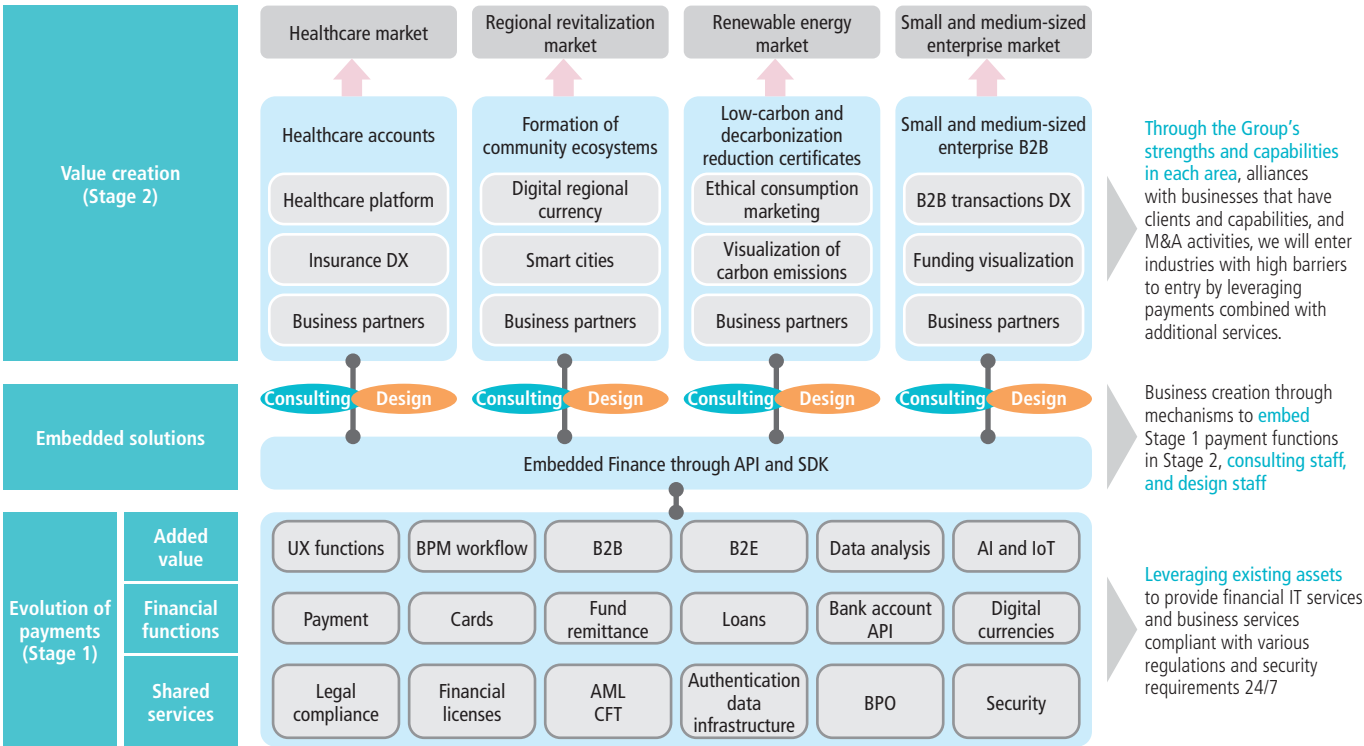 Value creation
(Stage 2)
Healthcare market
Regional revitalization
market
Renewable energy
market
Small and medium-sized
enterprise market
Healthcare accounts
Healthcare platform
Insurance DX
Business partners
Formation of
community ecosystems
Digital regional
currency
Smart cities
Business partners
Low-carbon and
decarbonization
reduction certificates
Ethical consumption
marketing
Visualization of
carbon emissions
Business partners
Small and medium-sized
enterprise B2B
B2B transactions DX
Funding visualization
Business partners
Through the Group's
strengths and capabilities
in each area, alliances
with businesses that have
clients and capabilities, and
M&A activities, we will enter
industries with high barriers
to entry by leveraging
payments combined with
additional services.
Embedded solutions
Consulting Design
Consulting Design
Consulting Design
Consulting Design
Embedded Finance through API and SDK
Business creation through
mechanisms to embed
Stage 1 payment functions
in Stage 2, consulting staff,
and design staff
Evolution of
payments
(Stage 1)
Added
value
UX functions
BPM workflow
B2B
B2E
Data analysis
AI and IoT
Financial
functions
Payment
Cards
Fund
remittance
Loans
Bank account
API
Digital
currencies
Shared
services
Legal
compliance
Financial
licenses
AML
CFT
Authentication
data
infrastructure
BPO
Security
Leveraging existing assets
to provide financial IT services
and business services
compliant with various
regulations and security
requirements 24/7